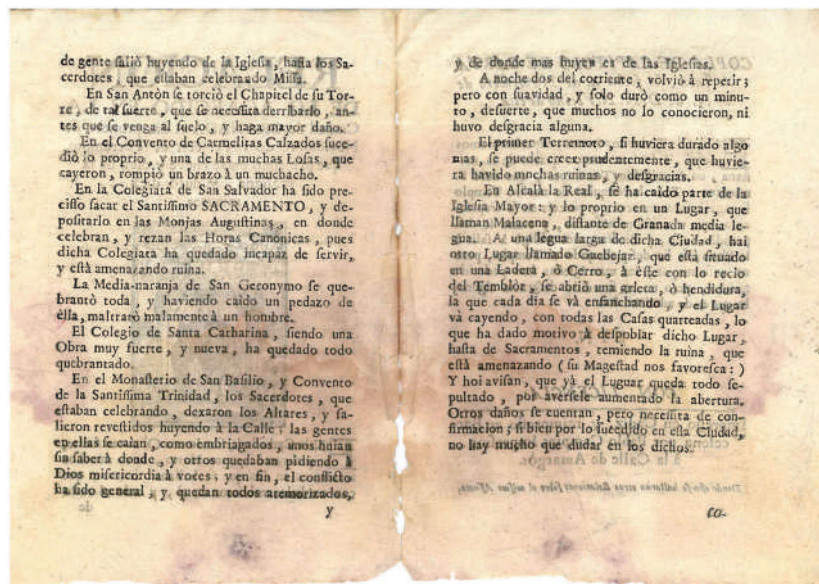 de gente saliò huyendo de la Iglesia, hasta los Sa-
cerdotes, que estaban celebrando Missa.
En San Antòn se torciò el Chapitel de su Tor-
re, de tal suerte, que se necessita derribarlo, an-
tes que se venga al suelo, y haga mayor daño.
En el Convento de Carmelitas Calzados suce-
diò lo proprio, y una de las muchas Losas, que
cayeron, rompiò un brazo à un muchacho.
En la Colegiata de San Salvador ha sido pre-
cisso sacar el Santissimo SACRAMENTO, y de-
positarlo en las Monjas Augustinas, en donde
celebran, y rezan las Horas Canonicas, pues
dicha Colegiata ha quedado incapàz de servir,
y està amenazando ruina.
La Media-naranja de San Geronymo se que-
brantò toda, y haviendo caìdo un pedazo de
èlla, maltratò malamente à un hombre.
El Colegio de Santa Catharina, siendo una
Obra muy fuerte, y nueva, ha quedado todo
quebrantado.
En el Monasterio de San Basilio, y Convento
de la Santissima Trinidad, los Sacerdotes, que
estaban celebrando, dexaron los Altares, y sa-
lieron revestidos huyendo à la Calle: las gentes
en ellas se caìan, como embriagados, unos huìan
sin saber à donde, y otros quedaban pidiendo à
Dios misericordia à voces; y en fin, el conflicto
ha sido general, y quedan todos atemorizados,
y
y de donde mas huyen es de las Iglesias.
A noche dos del corriente, volviò à repetir;
pero con suavidad, y solo durò como un minu-
to, desuerte, que muchos no lo conocieron, ni
huvo desgracia alguna.
El primer Terremoto, si huviera durado algo
mas, se puede creer prudentemente, que huvie-
ra havido muchas ruinas, y desgracias.
En Alcalà la Real, se ha caìdo parte de la
Iglesia Mayor: y lo proprio en un Lugar, que
llaman Malacena, distante de Granada media le-
gua. A una legua larga de dicha Ciudad, hai
otro Lugar llamado Guebejar, que està situado
en una Ladera, ò Cerro, à èste con lo recio
del Temblòr, se abriò una grieta, ò hendidura,
la que cada dia se và ensanchando, y el Lugar
và cayendo, con todas las Casas quarteadas, lo
que ha dado motivo à despoblar dicho Lugar,
hasta de Sacramentos, temiendo la ruina, que
està amenazando (su Magestad nos favoresca:)
Y hoi avisan, que yà el Luguar queda todo se-
pultado, por aversele aumentado la abertura.
Otros daños se cuentan, pero necessita de con-
firmacion; si bien por lo sucedido en esta Ciudad,
no hay mucho que dudar en los dichos.
CO-